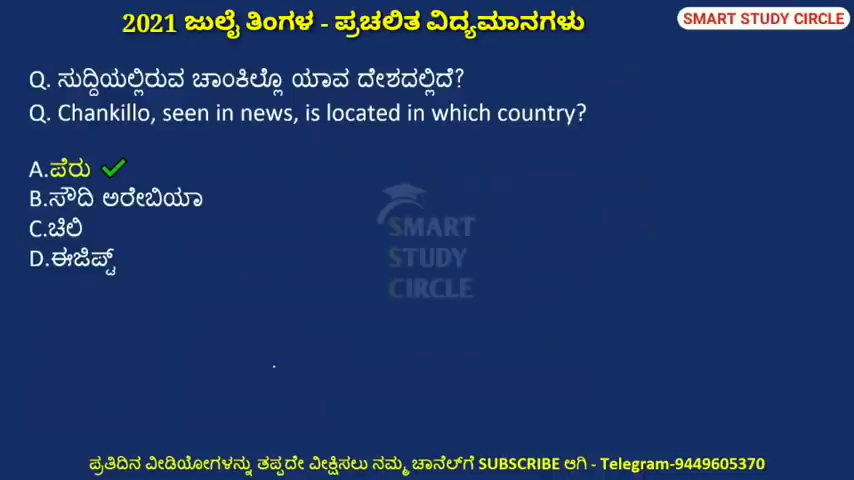 2021 ಜುಲೈ ತಿಂಗಳ - ಪ್ರಚಲಿತ ವಿದ್ಯಮಾನಗಳು
SMART STUDY CIRCLE
Q. ಸುದ್ದಿಯಲ್ಲಿರುವ ಚಾಂಕಿಲ್ಲೊ ಯಾವ ದೇಶದಲ್ಲಿದೆ?
Q. Chankillo, seen in news, is located in which country?
A.ಪೆರು
B.ಸೌದಿ ಅರೇಬಿಯಾ
C.ಚಿಲಿ
D.ಈಜಿಪ್ಟ್
SMART
STUDY
CIRCLE
ಪ್ರತಿದಿನ ವೀಡಿಯೋಗಳನ್ನು ತಪ್ಪದೇ ವೀಕ್ಷಿಸಲು ನಮ್ಮ ಚಾನೆಲ್‌ಗೆ SUBSCRIBE ಆಗಿ - Telegram-9449605370